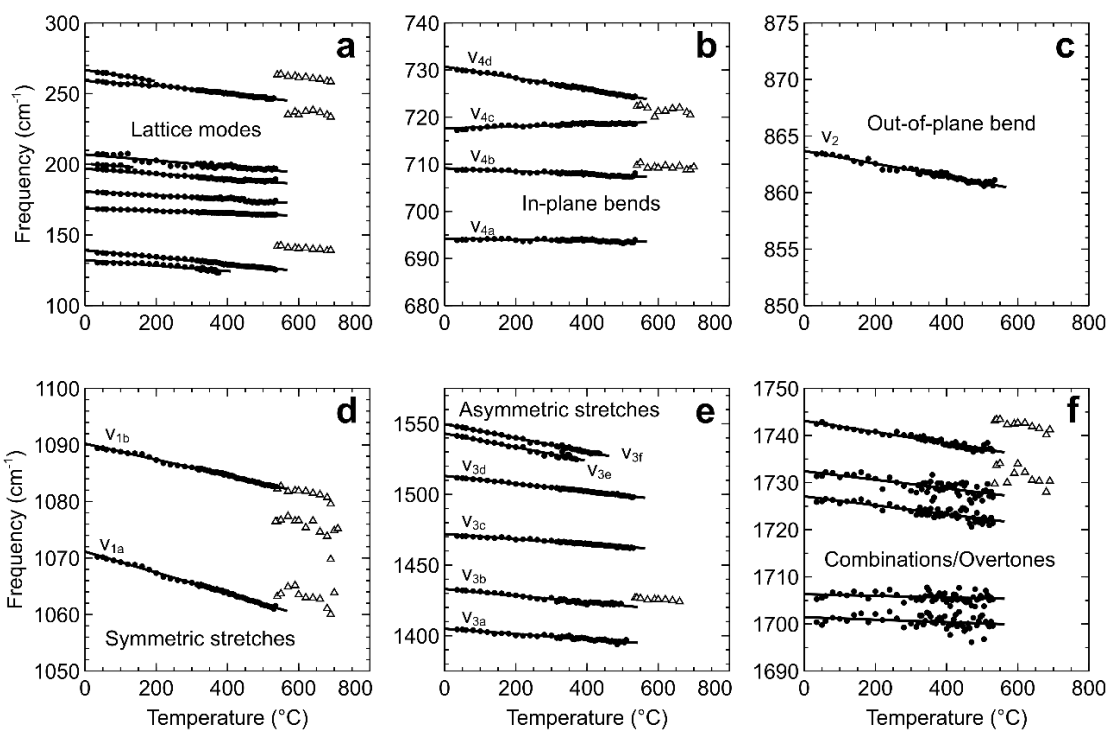 a
300
250
200
150
100
Frequency (cm⁻¹)
Lattice modes
0 200 400 600 800
b
740
730
720
710
700
690
680
ν4d
ν4c
ν4b
ν4a
In-plane bends
0 200 400 600 800
c
875
870
865
860
855
850
ν2
Out-of-plane bend
0 200 400 600 800
d
1100
1090
1080
1070
1060
1050
Frequency (cm⁻¹)
ν1b
ν1a
Symmetric stretches
0 200 400 600 800
Temperature (°C)
e
1550
1500
1450
1400
Asymmetric stretches
ν3f
ν3e
ν3d
ν3c
ν3b
ν3a
0 200 400 600 800
Temperature (°C)
f
1750
1740
1730
1720
1710
1700
1690
Combinations/Overtones
0 200 400 600 800
Temperature (°C)